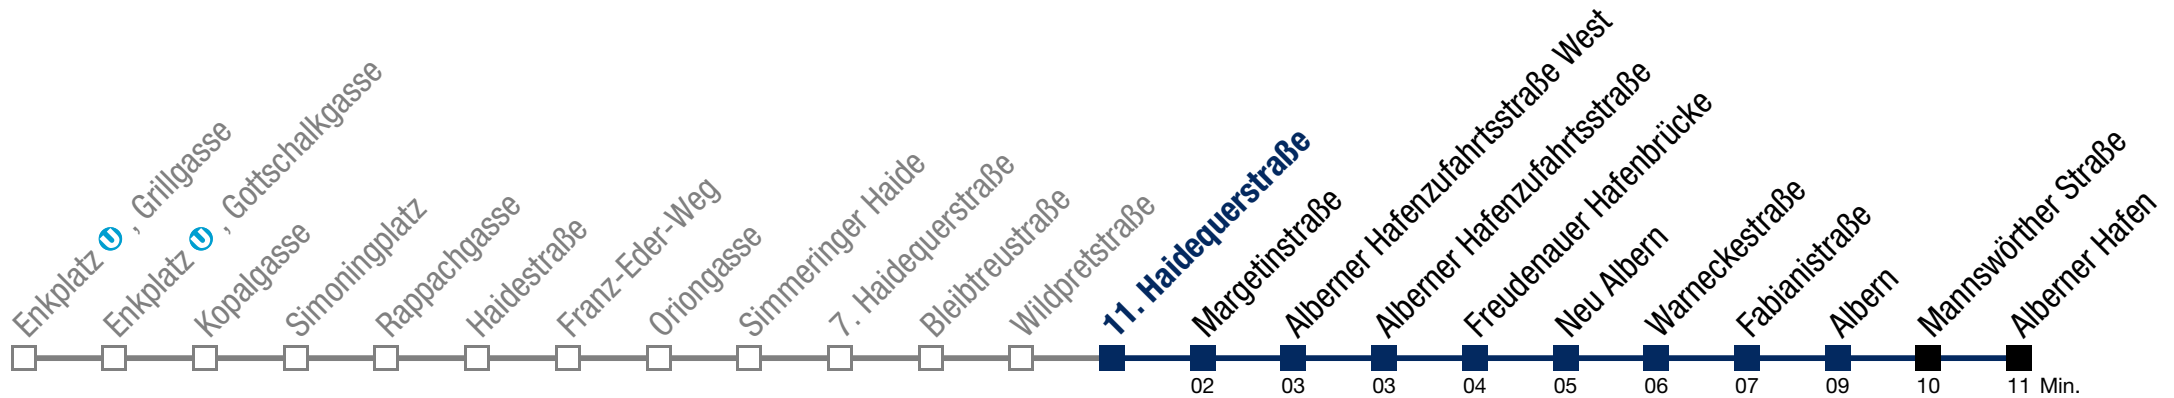 Enkplatz U, Grillgasse
Enkplatz U, Gottschalkgasse
Kopalgasse
Simoningplatz
Rappachgasse
Haidestraße
Franz-Eder-Weg
Oriongasse
Simmeringer Haide
7. Haidequerstraße
Bleibtreustraße
Wildpretstraße
11. Haidequerstraße
Margetinstraße
Alberner Hafenzufahrtsstraße West
Alberner Hafenzufahrtsstraße
Freudenauer Hafenbrücke
Neu Albern
Warneckestraße
Fabianistraße
Albern
Mannswörther Straße
Alberner Hafen
02 03 03 04 05 06 07 09 10 11 Min.